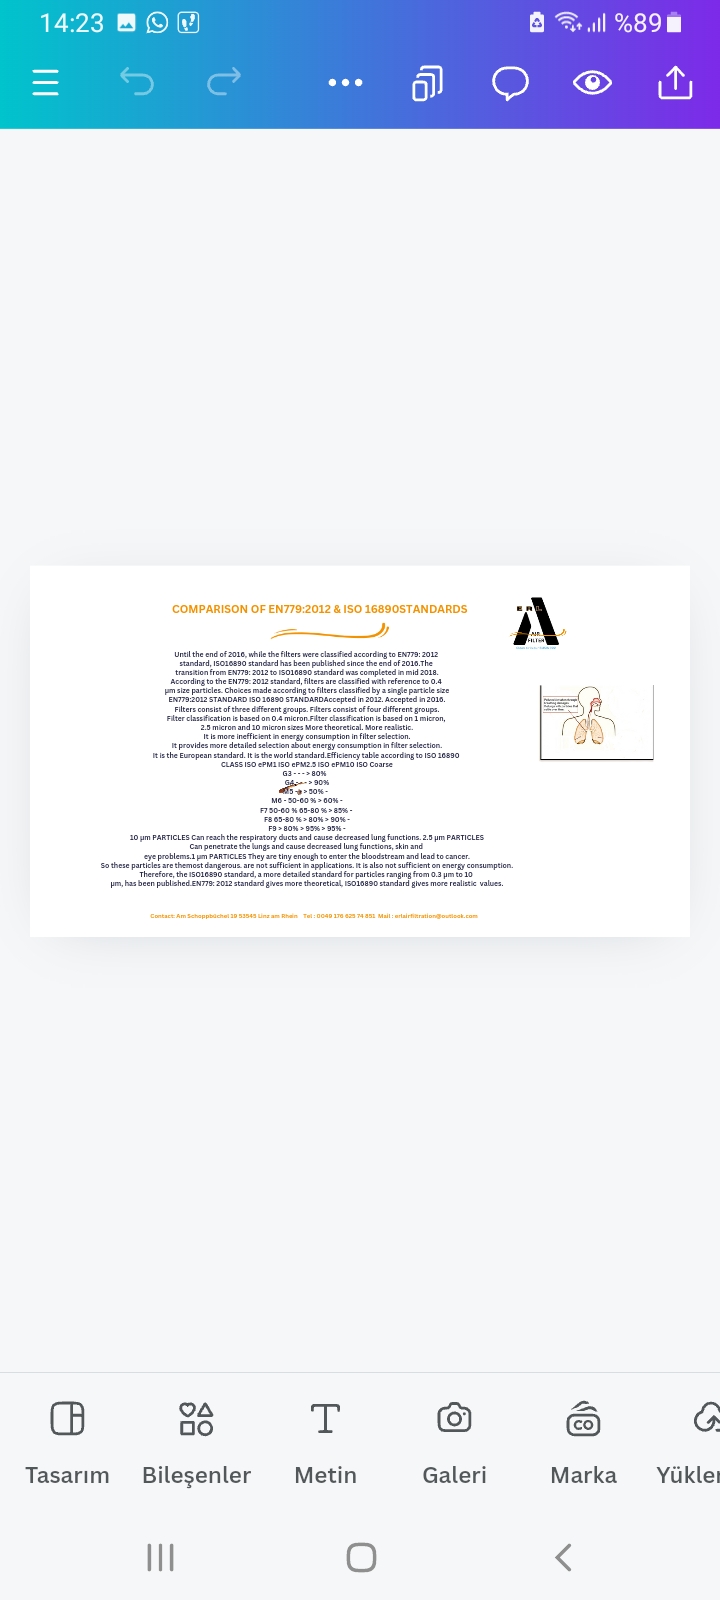 14:23
%89
COMPARISON OF EN779:2012 & ISO 16890STANDARDS
Until the end of 2016, while the filters were classified according to EN779: 2012
standard, ISO16890 standard has been published since the end of 2016.The
transition from EN779: 2012 to ISO16890 standard was completed in mid 2018.
According to the EN779: 2012 standard, filters are classified with reference to 0.4
µm size particles. Choices made according to filters classified by a single particle size
EN779:2012 STANDARD ISO 16890 STANDARDAccepted in 2012. Accepted in 2016.
Filters consist of three different groups. Filters consist of four different groups.
Filter classification is based on 0.4 micron.Filter classification is based on 1 micron,
2.5 micron and 10 micron sizes More theoretical. More realistic.
It is more inefficient in energy consumption in filter selection.
It provides more detailed selection about energy consumption in filter selection.
It is the European standard. It is the world standard.Efficiency table according to ISO 16890
CLASS ISO ePM1 ISO ePM2.5 ISO ePM10 ISO Coarse
G3 - - - > 80%
G4 - - - > 90%
M5 - - > 50% -
M6 - 50-60 % > 60% -
F7 50-60 % 65-80 % > 85% -
F8 65-80 % > 80% > 90% -
F9 > 80% > 95% > 95% -
10 µm PARTICLES Can reach the respiratory ducts and cause decreased lung functions. 2.5 µm PARTICLES
Can penetrate the lungs and cause decreased lung functions, skin and
eye problems.1 µm PARTICLES They are tiny enough to enter the bloodstream and lead to cancer.
So these particles are themost dangerous. are not sufficient in applications. It is also not sufficient on energy consumption.
Therefore, the ISO16890 standard, a more detailed standard for particles ranging from 0.3 µm to 10
µm, has been published.EN779: 2012 standard gives more theoretical, ISO16890 standard gives more realistic values.
Contact: Am Schoppbüchel 19 53545 Linz am Rhein Tel : 0049 176 625 74 851 Mail : erlairfiltration@outlook.com
AIR
FILTER
Tasarım
Bileşenler
Metin
Galeri
CO
Marka
Yükler